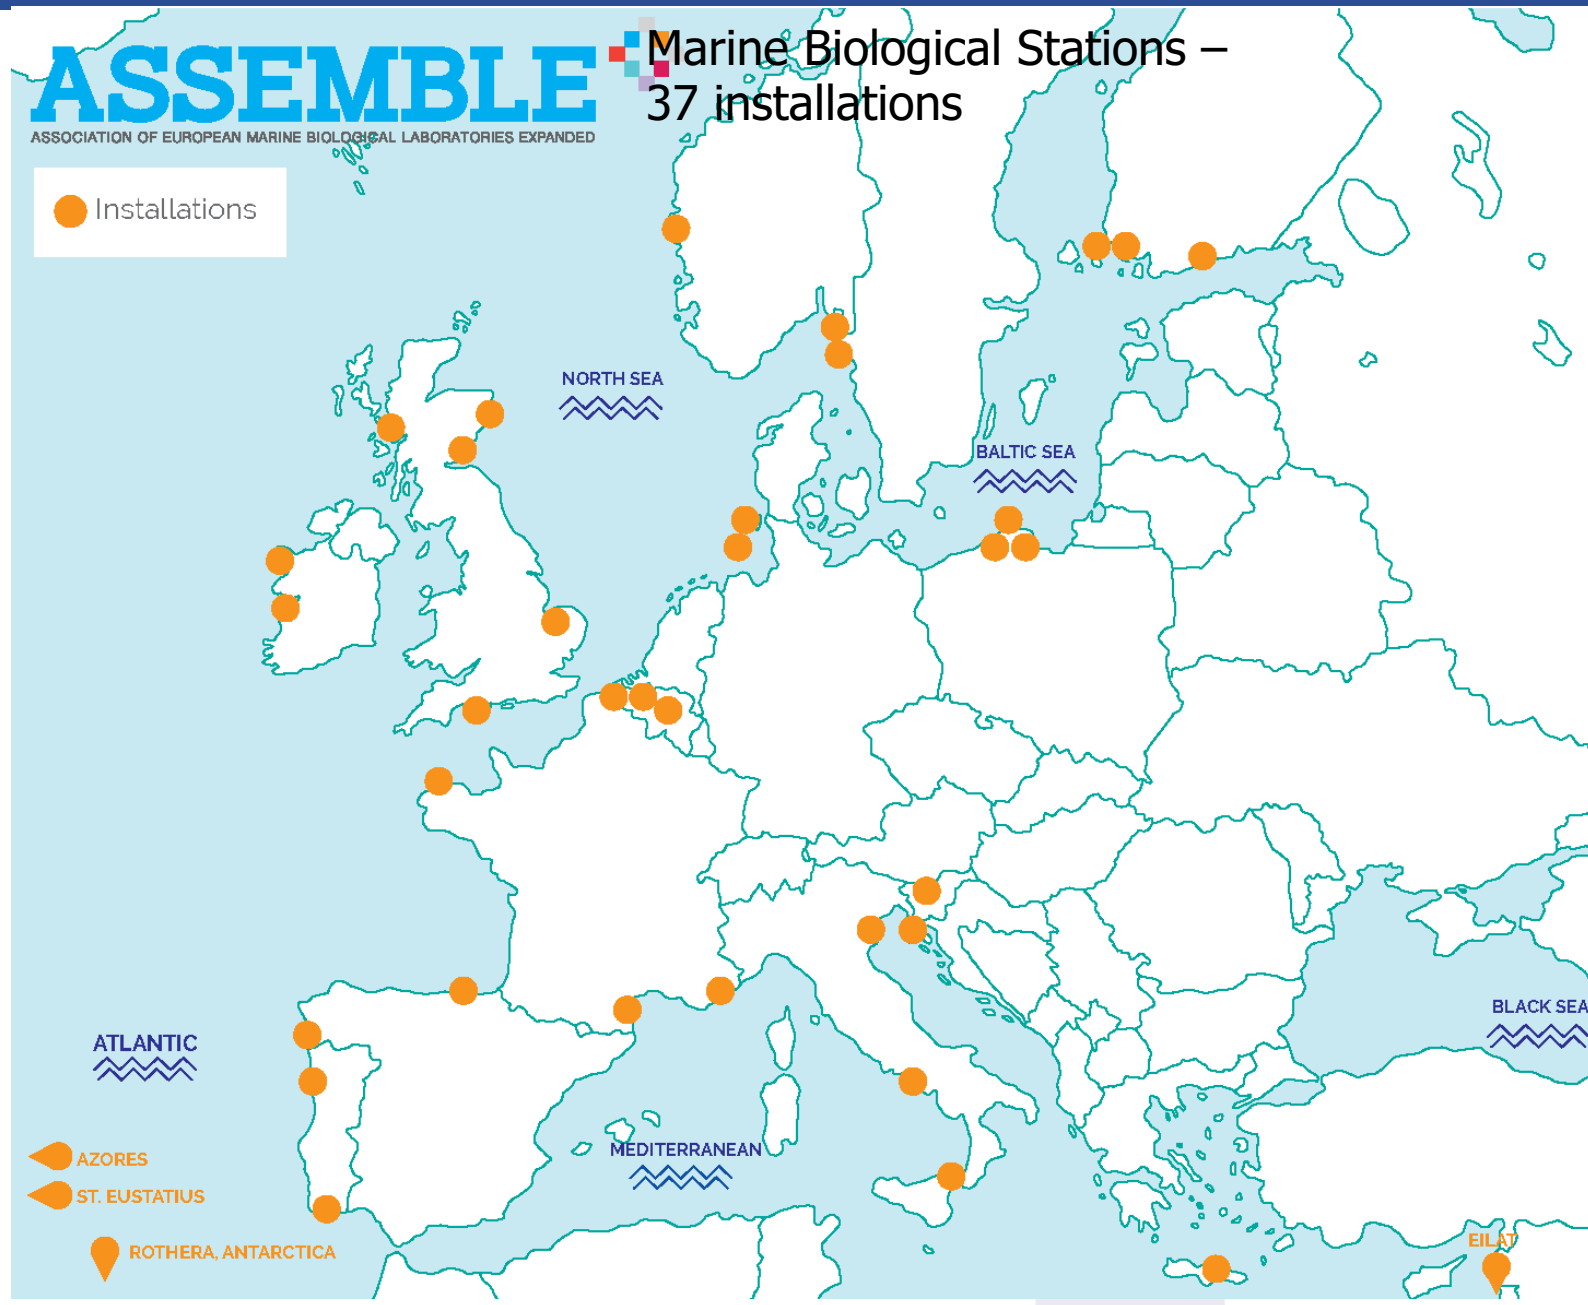 ASSEMBLE
ASSOCIATION OF EUROPEAN MARINE BIOLOGICAL LABORATORIES EXPANDED
Marine Biological Stations –
37 installations
Installations
NORTH SEA
BALTIC SEA
BLACK SEA
ATLANTIC
MEDITERRANEAN
AZORES
ST. EUSTATIUS
ROTHERA, ANTARCTICA
EILAT